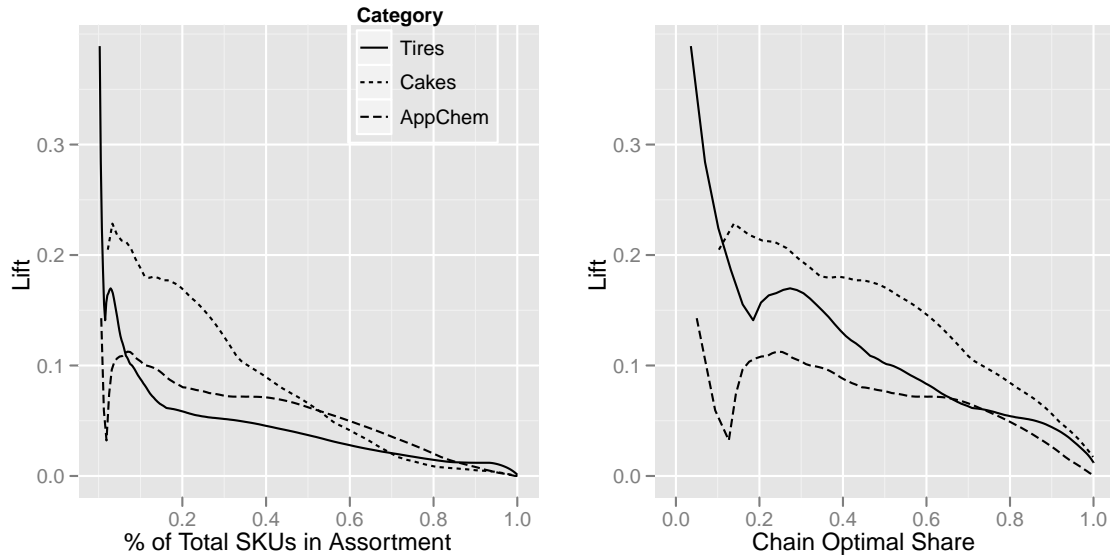 Category
Tires
Cakes
AppChem
Lift
0.3
0.2
0.1
0.0
0.2 0.4 0.6 0.8 1.0
% of Total SKUs in Assortment
Lift
0.3
0.2
0.1
0.0
0.0 0.2 0.4 0.6 0.8 1.0
Chain Optimal Share